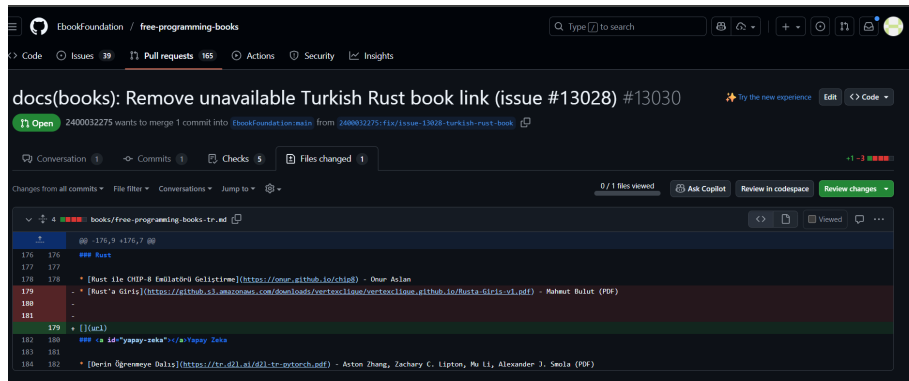 EbookFoundation / free-programming-books
Type / to search
Code Issues 39 Pull requests 165 Actions Security Insights
docs(books): Remove unavailable Turkish Rust book link (issue #13028) #13030
Try the new experience Edit Code
Open 2400032275 wants to merge 1 commit into EbookFoundation:main from 2400032275:fix/issue-13028-turkish-rust-book
Conversation 1 Commits 1 Checks 5 Files changed 1
+1 −3
Changes from all commits File filter Conversations Jump to
0 / 1 files viewed Ask Copilot Review in codespace Review changes
4 books/free-programming-books-tr.md
Viewed
@@ -176,9 +176,7 @@
176 176 ### Rust
177 177
178 178 * [Rust ile CHIP-8 Emülatörü Geliştirme](https://onur.github.io/chip8) - Onur Aslan
179 - * [Rust'a Giriş](https://github.s3.amazonaws.com/downloads/vertexclique/vertexclique.github.io/Rusta-Giris-v1.pdf) - Mahmut Bulut (PDF)
180 -
181 -
179 + [](url)
182 180 ### <a id="yapay-zeka"></a>Yapay Zeka
183 181
184 182 * [Derin Öğrenmeye Dalış](https://tr.d2l.ai/d2l-tr-pytorch.pdf) - Aston Zhang, Zachary C. Lipton, Mu Li, Alexander J. Smola (PDF)